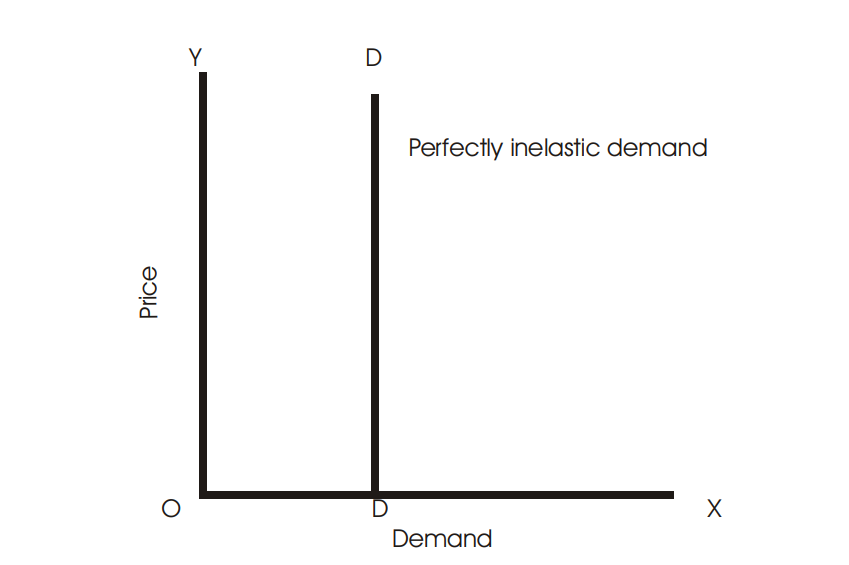 Y
D
Perfectly inelastic demand
Price
O
D
X
Demand